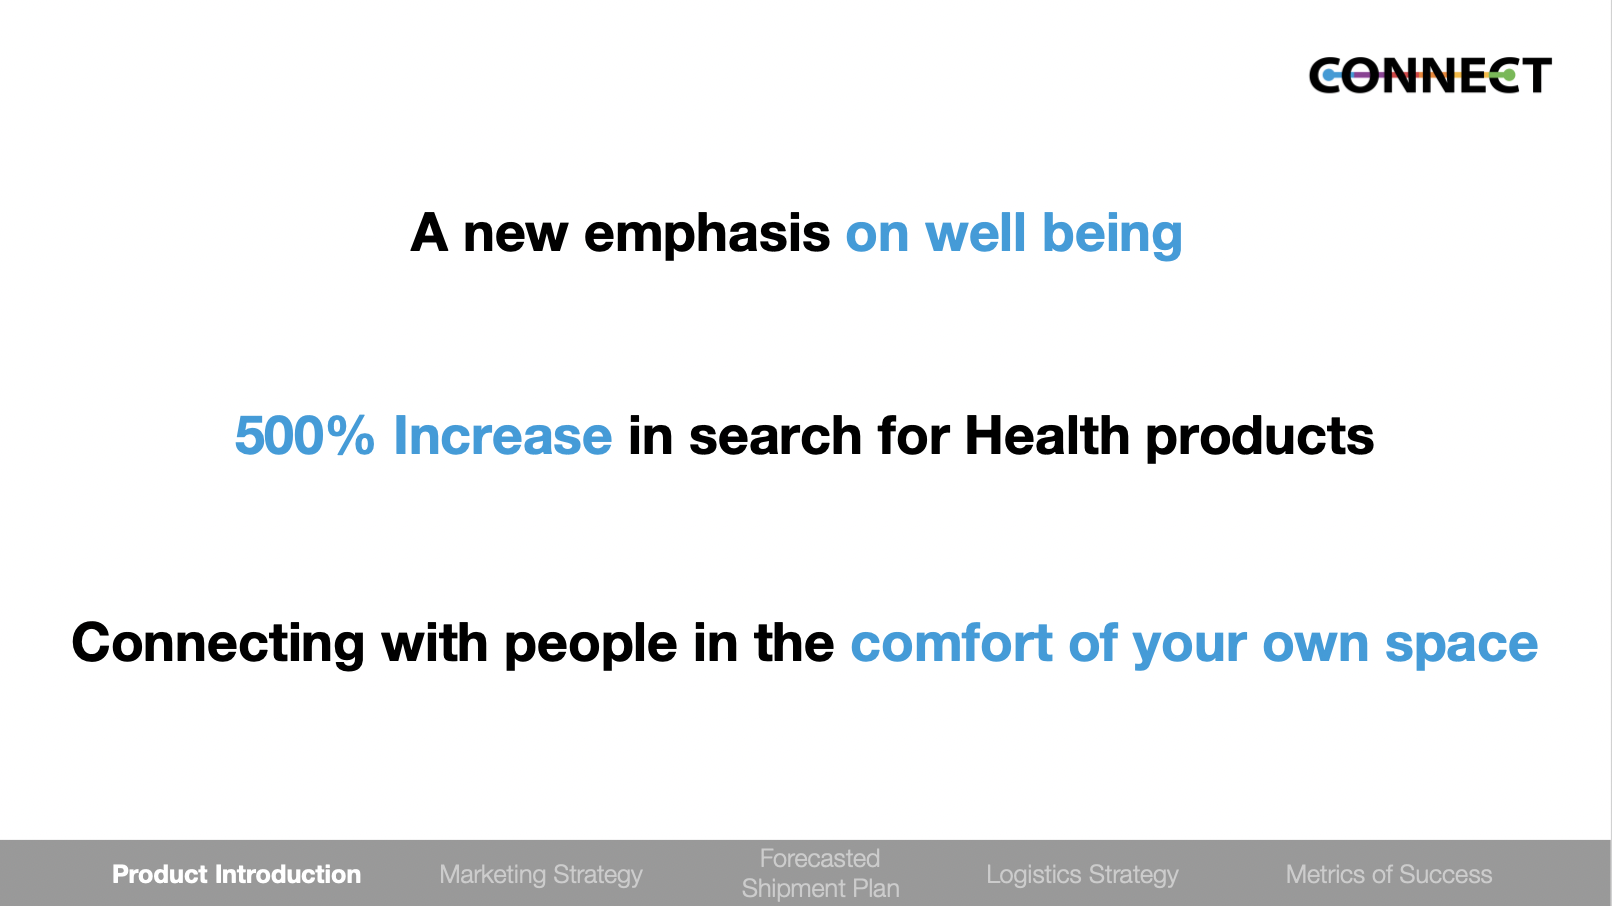 CONNECT
A new emphasis on well being
500% Increase in search for Health products
Connecting with people in the comfort of your own space
Product Introduction
Marketing Strategy
Forecasted
Shipment Plan
Logistics Strategy
Metrics of Success